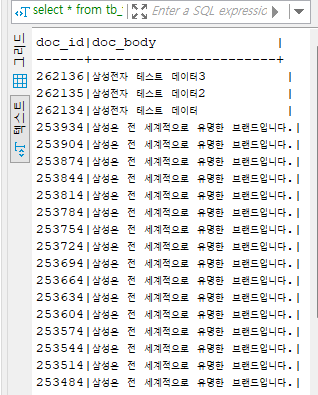 select * from tb_
Enter a SQL expressio
그리드
텍스트
doc_id|doc_body                      |
------+------------------------+
262136|삼성전자 테스트 데이터3           |
262135|삼성전자 테스트 데이터2           |
262134|삼성전자 테스트 데이터            |
253934|삼성은 전 세계적으로 유명한 브랜드입니다.|
253904|삼성은 전 세계적으로 유명한 브랜드입니다.|
253874|삼성은 전 세계적으로 유명한 브랜드입니다.|
253844|삼성은 전 세계적으로 유명한 브랜드입니다.|
253814|삼성은 전 세계적으로 유명한 브랜드입니다.|
253784|삼성은 전 세계적으로 유명한 브랜드입니다.|
253754|삼성은 전 세계적으로 유명한 브랜드입니다.|
253724|삼성은 전 세계적으로 유명한 브랜드입니다.|
253694|삼성은 전 세계적으로 유명한 브랜드입니다.|
253664|삼성은 전 세계적으로 유명한 브랜드입니다.|
253634|삼성은 전 세계적으로 유명한 브랜드입니다.|
253604|삼성은 전 세계적으로 유명한 브랜드입니다.|
253574|삼성은 전 세계적으로 유명한 브랜드입니다.|
253544|삼성은 전 세계적으로 유명한 브랜드입니다.|
253514|삼성은 전 세계적으로 유명한 브랜드입니다.|
253484|삼성은 전 세계적으로 유명한 브랜드입니다.|